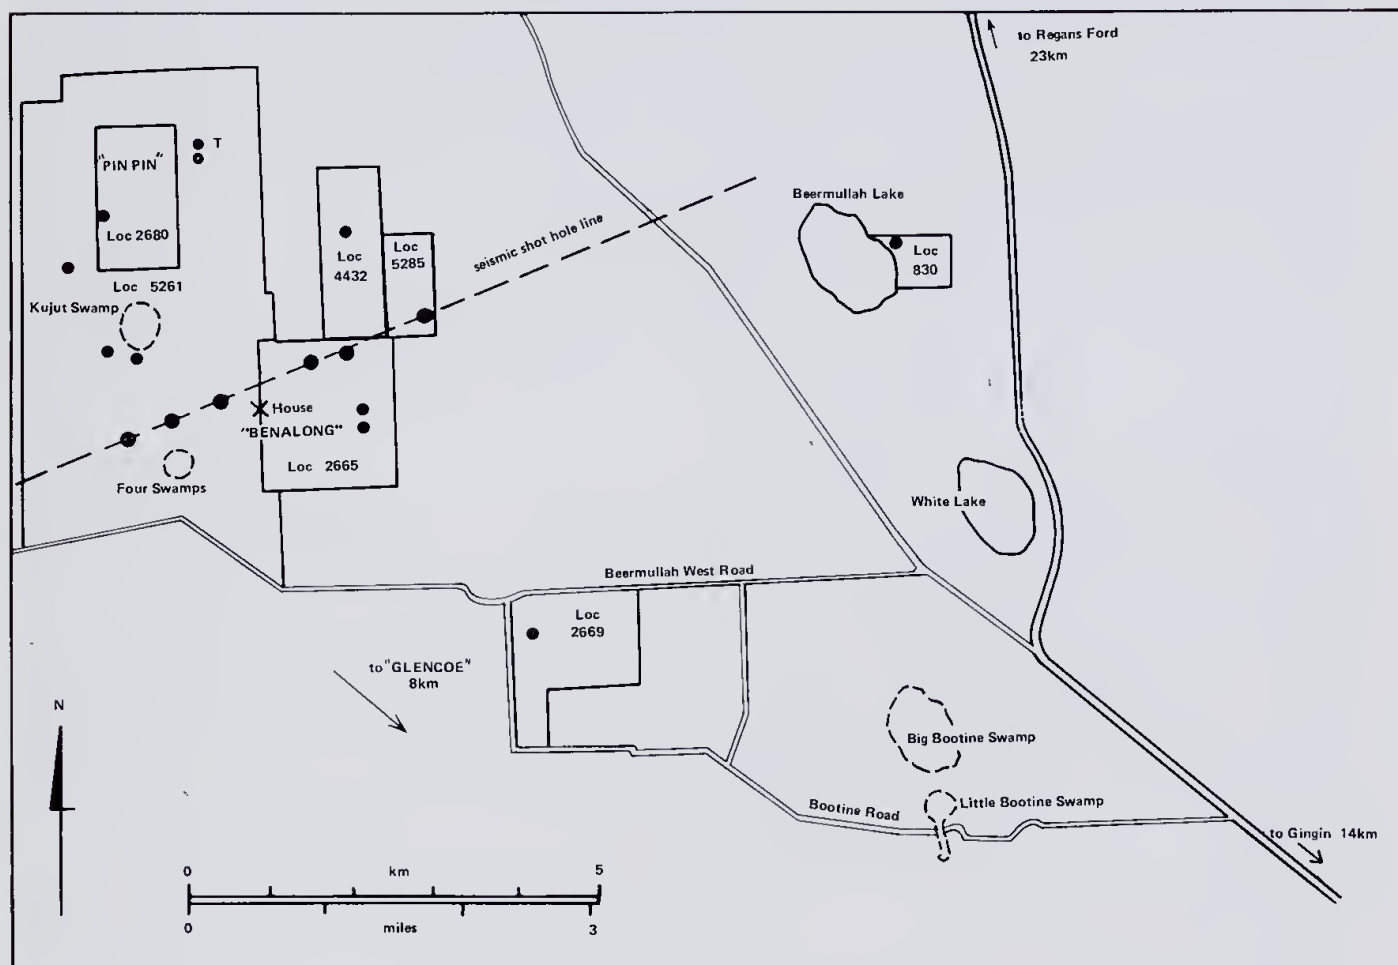 to Regans Ford
23km
T
"PIN PIN"
Loc 2680
Beermullah Lake
Loc
4432
Loc
5285
seismic shot hole line
Loc
830
Loc 5261
Kujut Swamp
House
"BENALONG"
Loc 2665
Four Swamps
White Lake
Beermullah West Road
Loc
2669
to "GLENCOE"
8km
N
Big Bootine Swamp
Bootine Road
Little Bootine Swamp
to Gingin 14km
0 km 5
0 miles 3